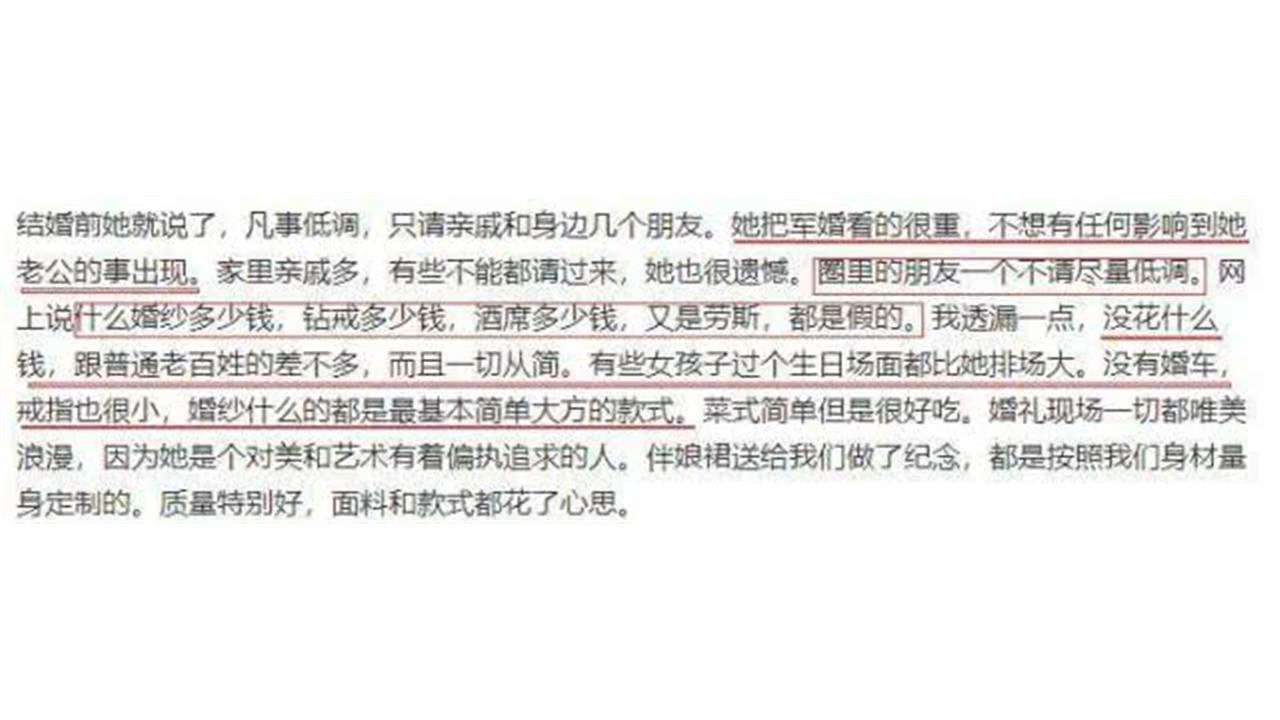 结婚前她就说了，凡事低调，只请亲戚和身边几个朋友。她把军婚看的很重，不想有任何影响到她
老公的事出现。家里亲戚多，有些不能都请过来，她也很遗憾。圈里的朋友一个不请尽量低调。网
上说什么婚纱多少钱，钻戒多少钱，酒席多少钱，又是劳斯，都是假的。我透漏一点，没花什么
钱，跟普通老百姓的差不多，而且一切从简。有些女孩子过个生日场面都比她排场大。没有婚车，
戒指也很小，婚纱什么的都是最基本简单大方的款式。菜式简单但是很好吃。婚礼现场一切都唯美
浪漫，因为她是个对美和艺术有着偏执追求的人。伴娘裙送给我们做了纪念，都是按照我们身材量
身定制的。质量特别好，面料和款式都花了心思。